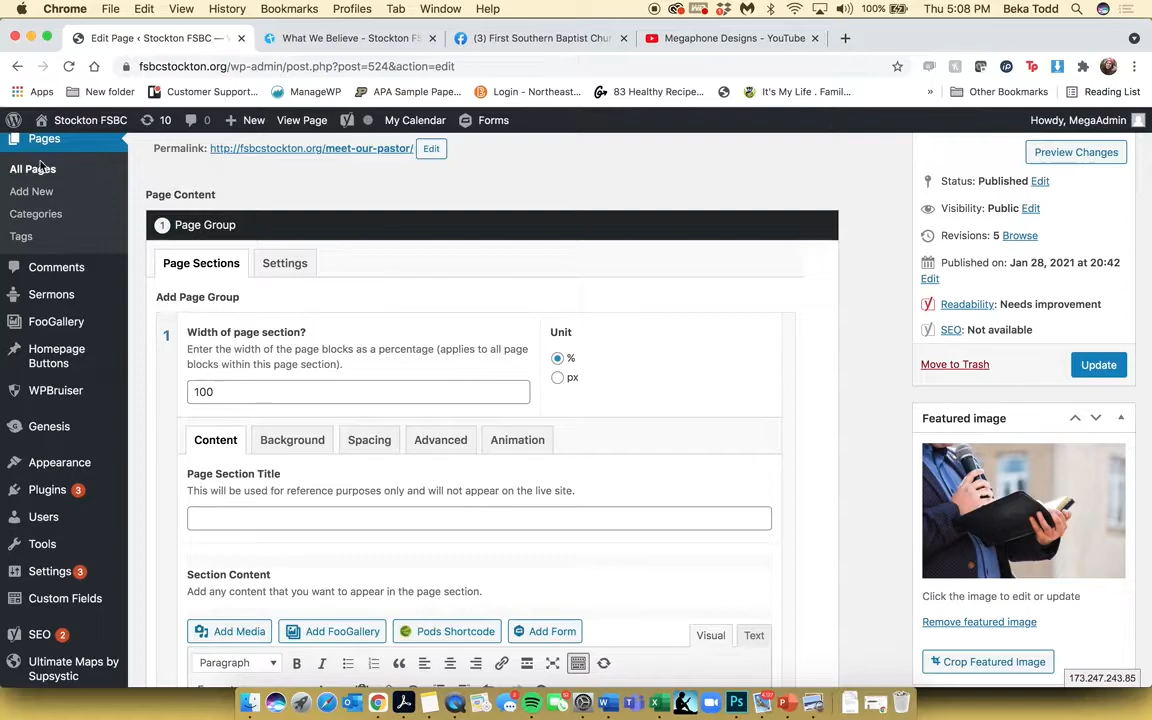 Chrome File Edit View History Bookmarks Profiles Tab Window Help 100% Thu 5:08 PM Beka Todd
Edit Page ‹ Stockton FSBC — What We Believe - Stockton FS (3) First Southern Baptist Chur Megaphone Designs - YouTube
fsbcstockton.org/wp-admin/post.php?post=524&action=edit
Apps New folder Customer Support... ManageWP APA Sample Pape... Login - Northeast... 83 Healthy Recipe... It's My Life . Famil... » Other Bookmarks Reading List
Stockton FSBC 10 0 New View Page My Calendar Forms Howdy, MegaAdmin
Pages
All Pages
Add New
Categories
Tags
Comments
Sermons
FooGallery
Homepage
Buttons
WPBruiser
Genesis
Appearance
Plugins 3
Users
Tools
Settings 3
Custom Fields
SEO 2
Ultimate Maps by
Supsystic
Permalink: http://fsbcstockton.org/meet-our-pastor/ Edit
Page Content
1 Page Group
Page Sections Settings
Add Page Group
1 Width of page section?
Enter the width of the page blocks as a percentage (applies to all page
blocks within this page section).
100
Unit
%
px
Content Background Spacing Advanced Animation
Page Section Title
This will be used for reference purposes only and will not appear on the live site.
Section Content
Add any content that you want to appear in the page section.
Add Media Add FooGallery Pods Shortcode Add Form Visual Text
Paragraph B I
Preview Changes
Status: Published Edit
Visibility: Public Edit
Revisions: 5 Browse
Published on: Jan 28, 2021 at 20:42
Edit
Readability: Needs improvement
SEO: Not available
Move to Trash Update
Featured image
Click the image to edit or update
Remove featured image
Crop Featured Image
173.247.243.85